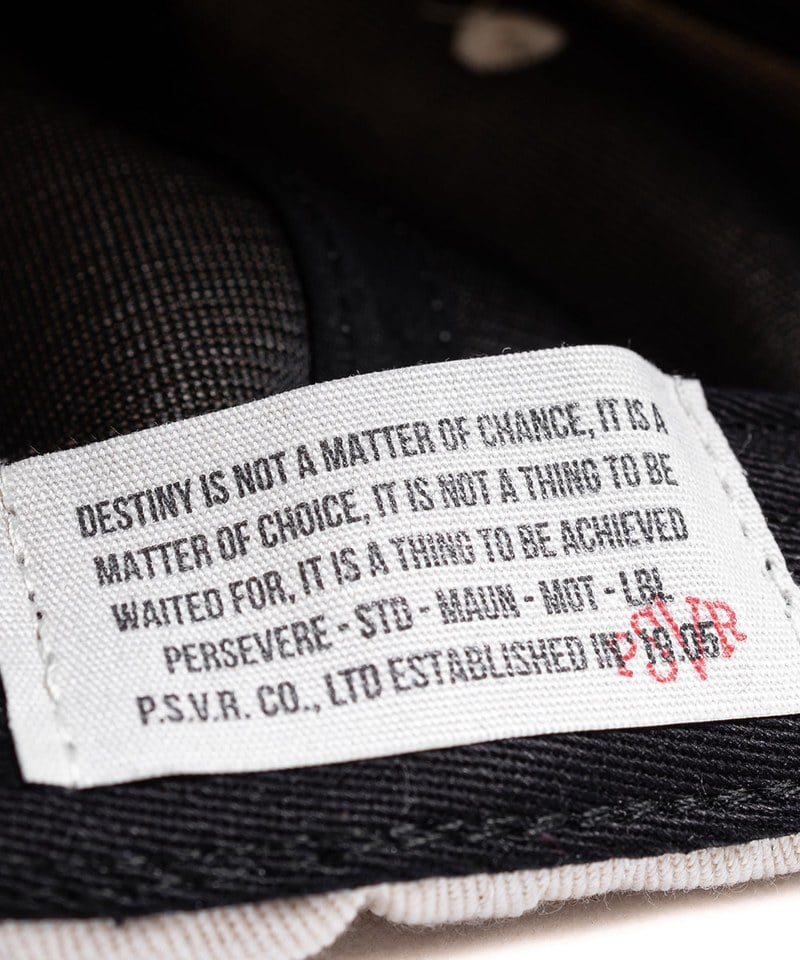 DESTINY IS NOT A MATTER OF CHANCE, IT IS A
MATTER OF CHOICE, IT IS NOT A THING TO BE
WAITED FOR, IT IS A THING TO BE ACHIEVED
PERSEVERE - STD - MAUN - MOT - LBL
P.S.V.R. CO., LTD ESTABLISHED IN 19.05
PSVR